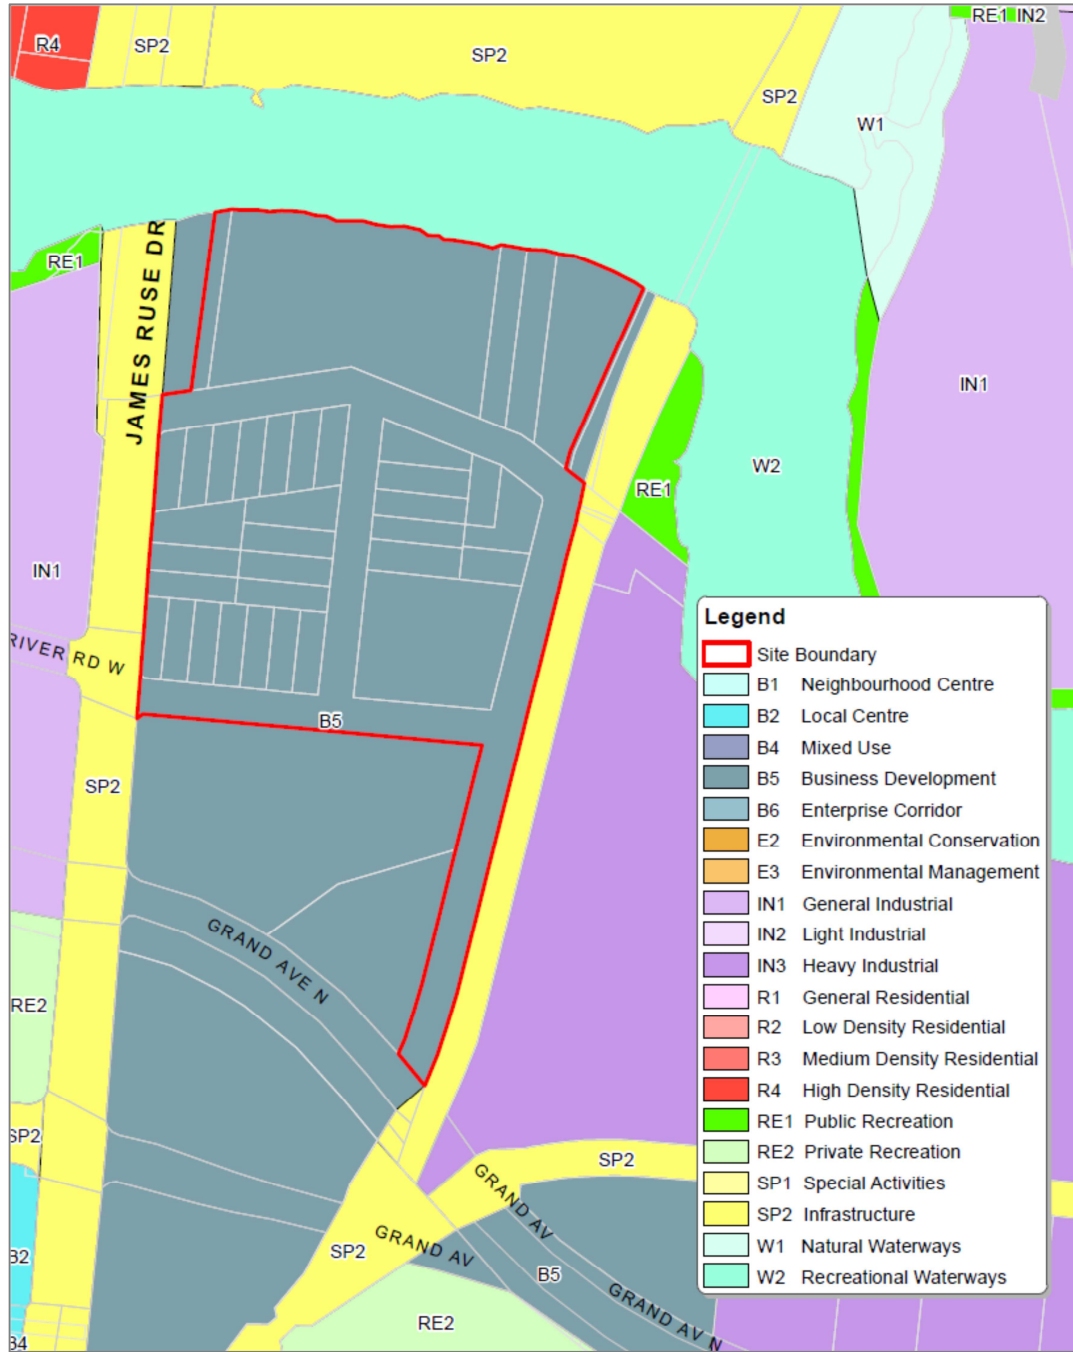 RE1 IN2
R4
SP2
SP2
SP2
W1
JAMES RUSE DR
RE1
IN1
W2
RE1
IN1
RIVER RD W
B5
SP2
GRAND AVE N
RE2
SP2
SP2
GRAND AV
B2
SP2
GRAND AV
B5
GRAND AV N
RE2
B4
Legend
Site Boundary
B1 Neighbourhood Centre
B2 Local Centre
B4 Mixed Use
B5 Business Development
B6 Enterprise Corridor
E2 Environmental Conservation
E3 Environmental Management
IN1 General Industrial
IN2 Light Industrial
IN3 Heavy Industrial
R1 General Residential
R2 Low Density Residential
R3 Medium Density Residential
R4 High Density Residential
RE1 Public Recreation
RE2 Private Recreation
SP1 Special Activities
SP2 Infrastructure
W1 Natural Waterways
W2 Recreational Waterways